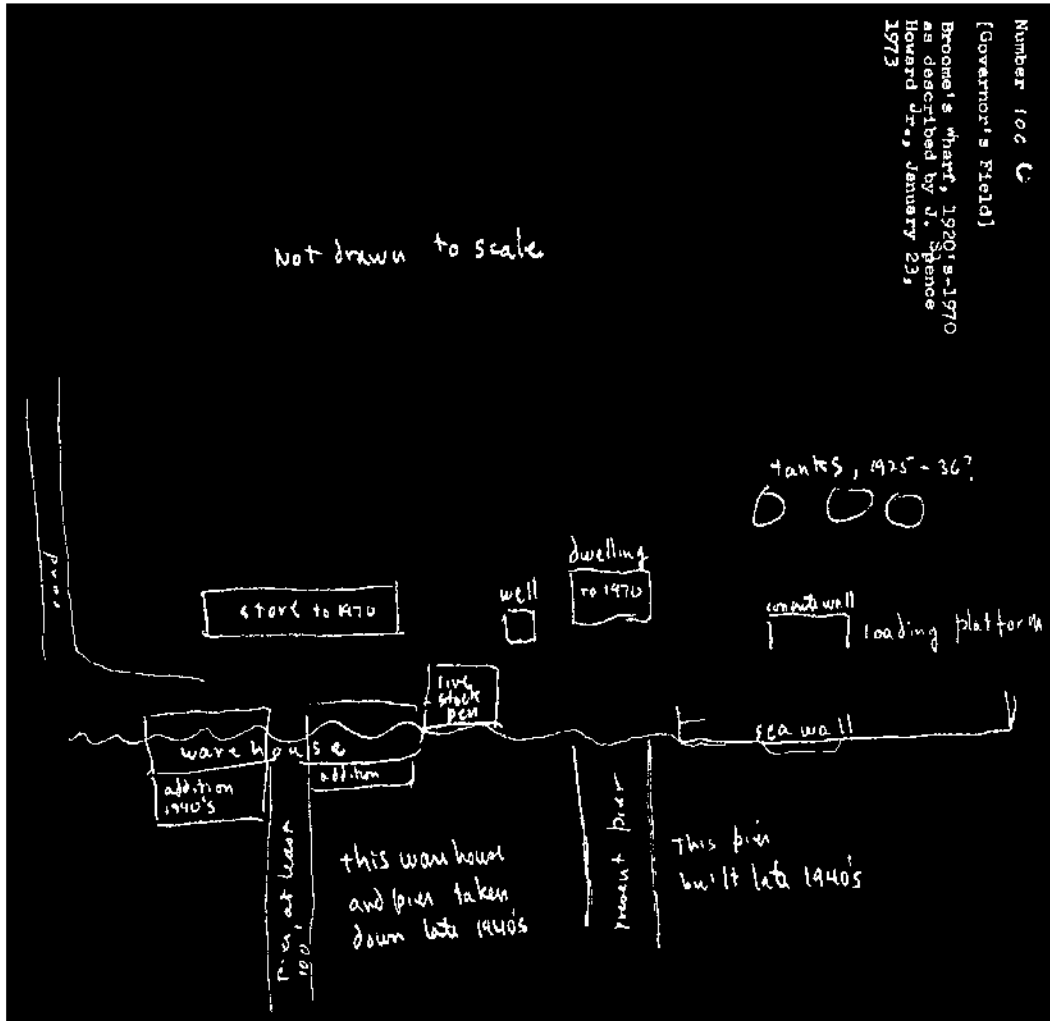 Number 106 C
[Governor's Field]
Broome's wharf, 1920's-1970
as described by J. Spence
Howard Jr., January 23,
1973
Not drawn to scale
tanks, 1925-36?
road
dwelling
to 1970
well
store to 1970
concrete wall
loading platform
live
stock
pen
warehouse
sea wall
addition
1940's
addition
Pier, at least
100'
this warehouse
and pier taken
down late 1940's
present pier
This pier
built late 1940's